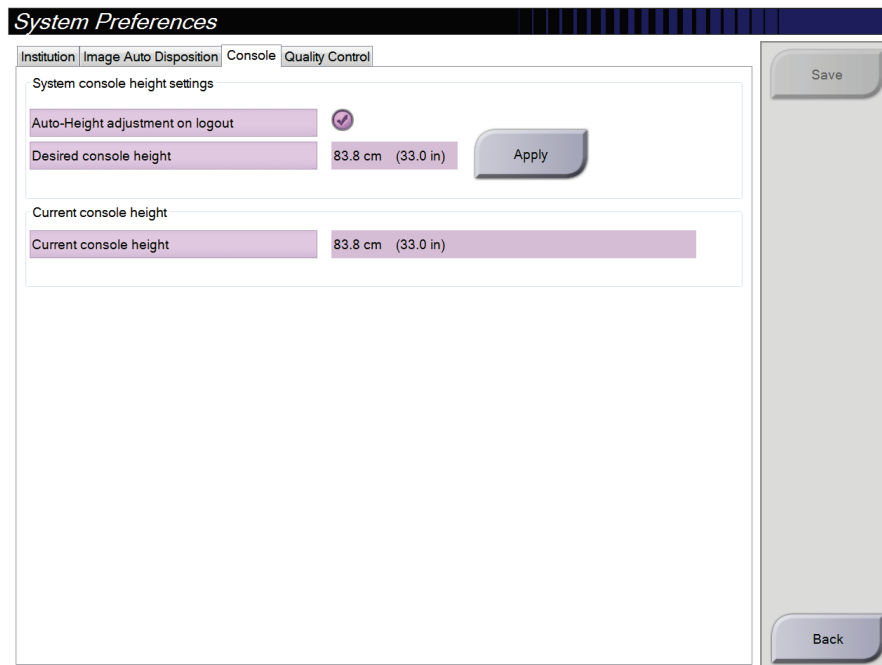 System Preferences
Institution Image Auto Disposition Console Quality Control
Save
System console height settings
Auto-Height adjustment on logout
Desired console height 83.8 cm (33.0 in) Apply
Current console height
Current console height 83.8 cm (33.0 in)
Back